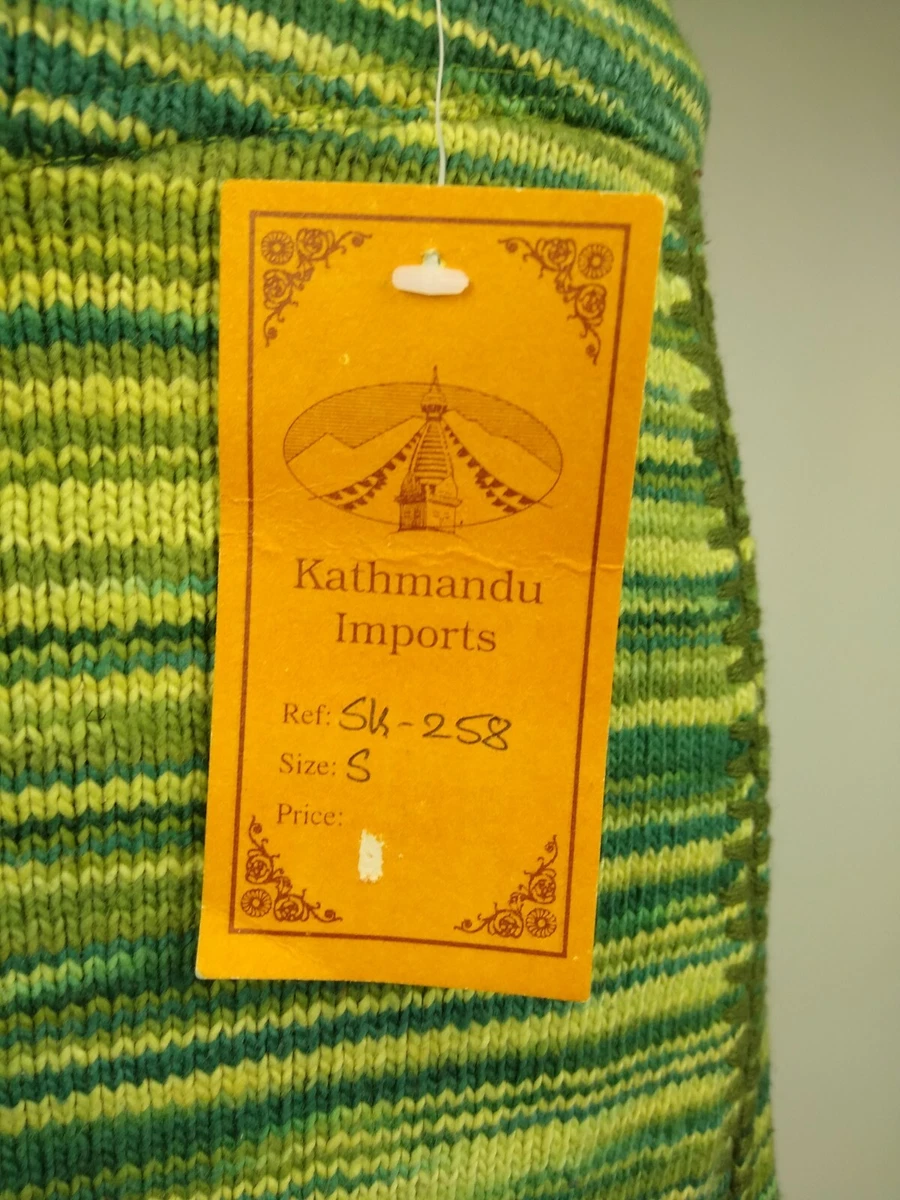 Kathmandu
Imports
Ref: Sk-258
Size: S
Price: